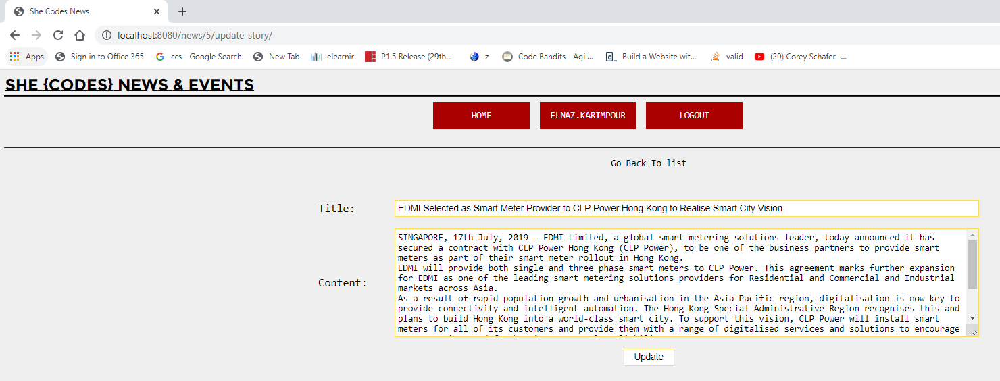 She Codes News
localhost:8080/news/5/update-story/
Apps Sign in to Office 365 ccs - Google Search New Tab elearnir P1.5 Release (29th... z Code Bandits - Agil... Build a Website wit... valid (29) Corey Schafer -...
SHE {CODES} NEWS & EVENTS
HOME ELNAZ.KARIMPOUR LOGOUT
Go Back To list
Title: EDMI Selected as Smart Meter Provider to CLP Power Hong Kong to Realise Smart City Vision
Content:
SINGAPORE, 17th July, 2019 – EDMI Limited, a global smart metering solutions leader, today announced it has
secured a contract with CLP Power Hong Kong (CLP Power), to be one of the business partners to provide smart
meters as part of their smart meter rollout in Hong Kong.
EDMI will provide both single and three phase smart meters to CLP Power. This agreement marks further expansion
for EDMI as one of the leading smart metering solutions providers for Residential and Commercial and Industrial
markets across Asia.
As a result of rapid population growth and urbanisation in the Asia-Pacific region, digitalisation is now key to
provide connectivity and intelligent automation. The Hong Kong Special Administrative Region recognises this and
plans to build Hong Kong into a world-class smart city. To support this vision, CLP Power will install smart
meters for all of its customers and provide them with a range of digitalised services and solutions to encourage
Update